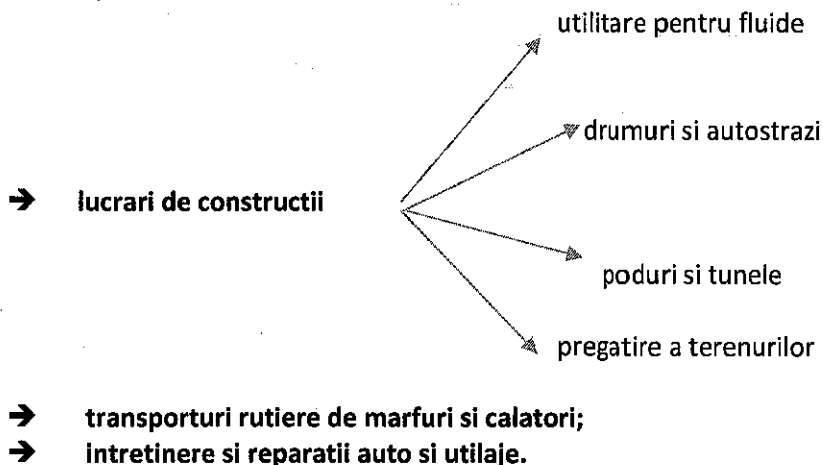 utilitare pentru fluide
drumuri si autostrazi
➔ lucrari de constructii
poduri si tunele
pregatire a terenurilor
➔ transporturi rutiere de marfuri si calatori;
➔ intretinere si reparatii auto si utilaje.